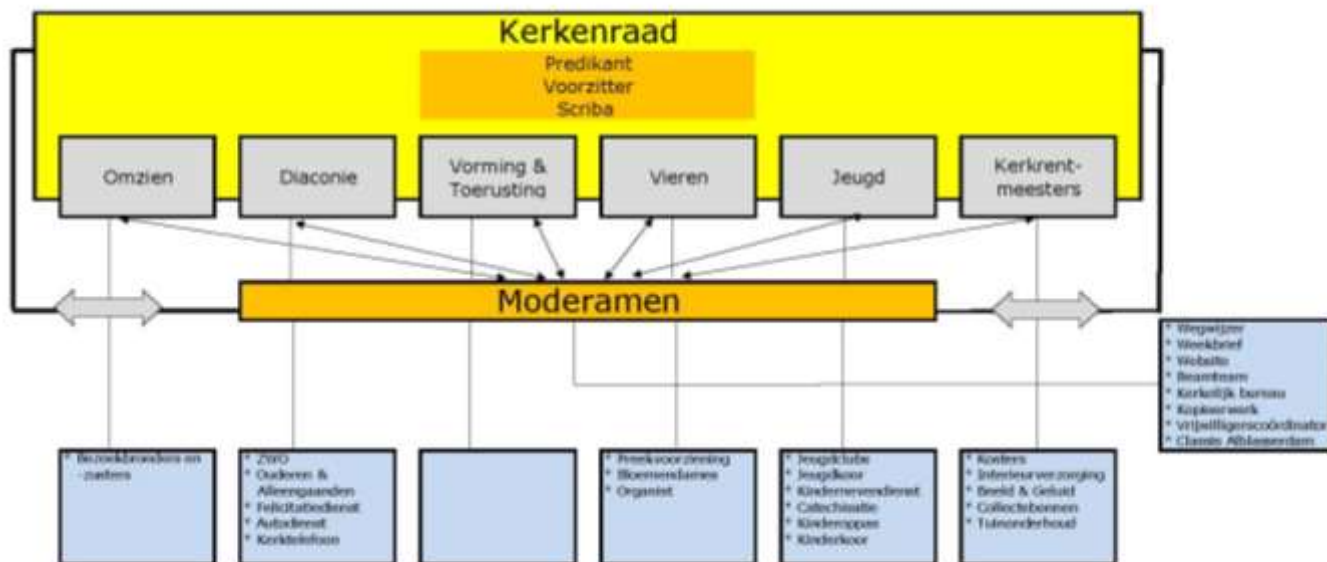 Kerkenraad
Predikant
Voorzitter
Scriba
Omzien
Diaconie
Vorming &
Toerusting
Vieren
Jeugd
Kerkrent-
meesters
Moderamen
* Wegwijzer
* Weekbrief
* Website
* Beamteam
* Kerkelijk bureau
* Kopieerwerk
* Vrijwilligerscoördinator
* Classis Alblasserdam
* Bezoekbroeders en
-zusters
* ZWO
* Ouderen &
Alleengaanden
* Felicitatiedienst
* Autodienst
* Kerktelefoon
* Preekvoorziening
* Bloemendames
* Organist
* Jeugdclubs
* Jeugdkoor
* Kindernevendienst
* Catechisatie
* Kinderoppas
* Kinderkoor
* Kosters
* Interieurverzorging
* Beeld & Geluid
* Collectebonnen
* Tuinonderhoud